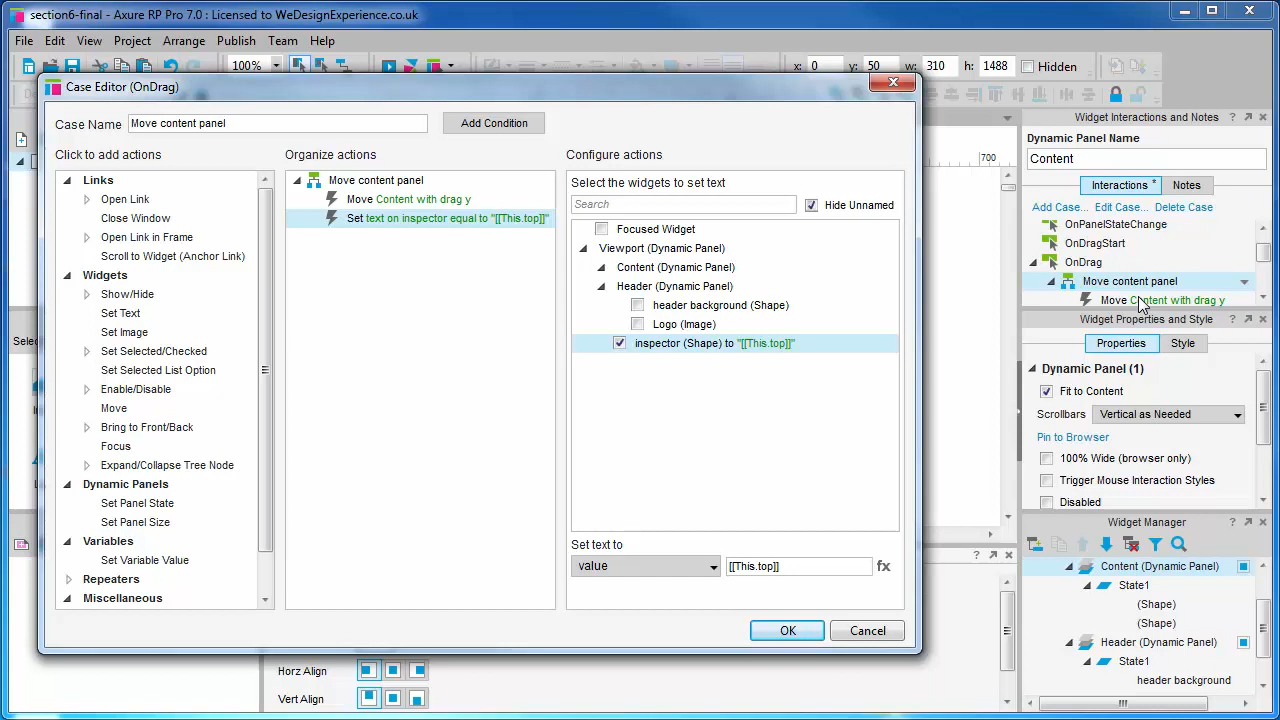 section6-final - Axure RP Pro 7.0 : Licensed to WeDesignExperience.co.uk
File Edit View Project Arrange Publish Team Help
100% x: 0 y: 50 w: 310 h: 1488 Hidden
Case Editor (OnDrag)
Case Name Move content panel Add Condition
Click to add actions
Links
Open Link
Close Window
Open Link in Frame
Scroll to Widget (Anchor Link)
Widgets
Show/Hide
Set Text
Set Image
Set Selected/Checked
Set Selected List Option
Enable/Disable
Move
Bring to Front/Back
Focus
Expand/Collapse Tree Node
Dynamic Panels
Set Panel State
Set Panel Size
Variables
Set Variable Value
Repeaters
Miscellaneous
Organize actions
Move content panel
Move Content with drag y
Set text on inspector equal to "[[This.top]]"
Configure actions
Select the widgets to set text
Search Hide Unnamed
Focused Widget
Viewport (Dynamic Panel)
Content (Dynamic Panel)
Header (Dynamic Panel)
header background (Shape)
Logo (Image)
inspector (Shape) to "[[This.top]]"
Set text to
value [[This.top]] fx
OK Cancel
700
Horz Align
Vert Align
Widget Interactions and Notes
Dynamic Panel Name
Content
Interactions * Notes
Add Case... Edit Case... Delete Case
OnPanelStateChange
OnDragStart
OnDrag
Move content panel
Move Content with drag y
Widget Properties and Style
Properties Style
Dynamic Panel (1)
Fit to Content
Scrollbars Vertical as Needed
Pin to Browser
100% Wide (browser only)
Trigger Mouse Interaction Styles
Disabled
Widget Manager
Content (Dynamic Panel)
State1
(Shape)
(Shape)
Header (Dynamic Panel)
State1
header background